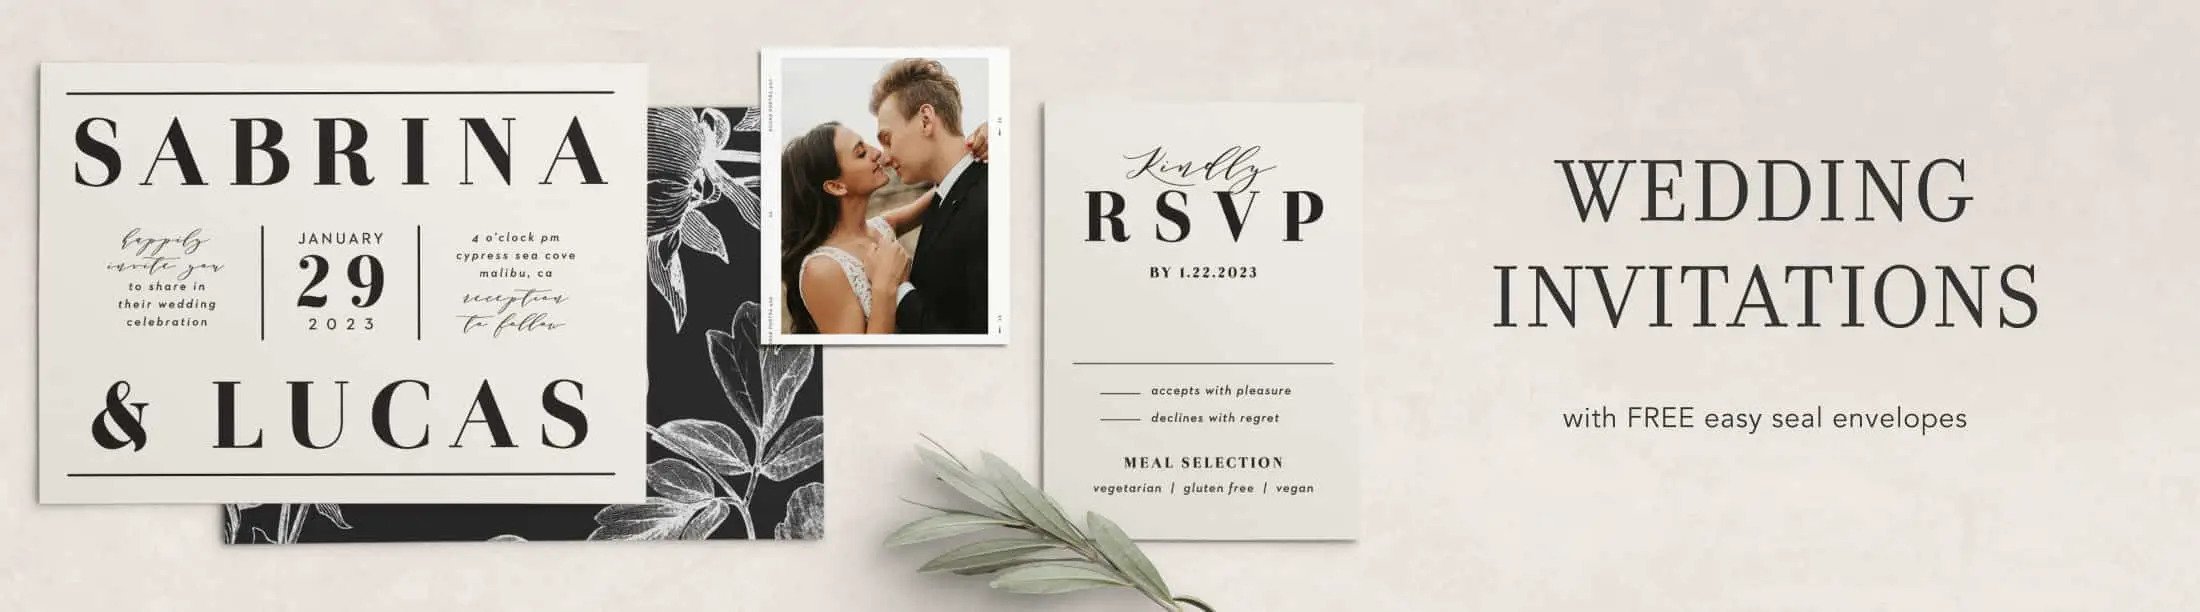 SABRINA
happily
invite you
to share in
their wedding
celebration
JANUARY
29
2023
4 o'clock pm
cypress sea cove
malibu, ca
reception
to follow
& LUCAS
Kindly
RSVP
BY 1.22.2023
accepts with pleasure
declines with regret
MEAL SELECTION
vegetarian | gluten free | vegan
WEDDING
INVITATIONS
with FREE easy seal envelopes